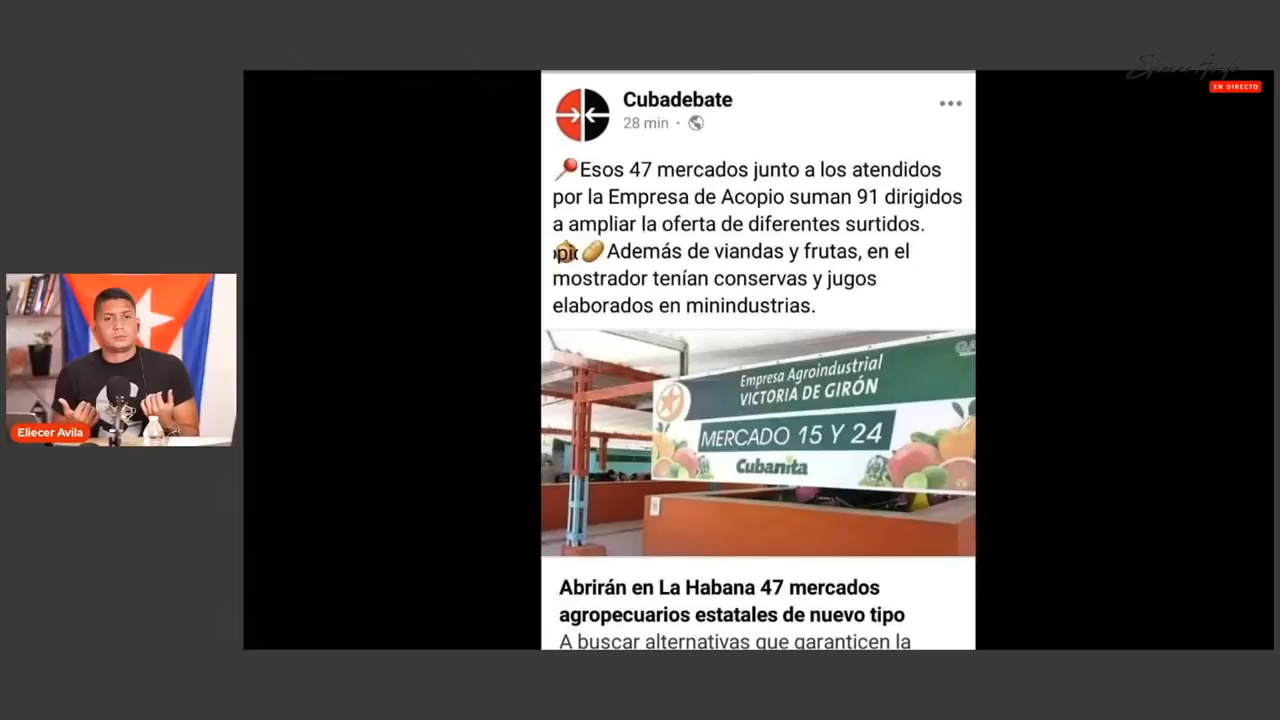 Eliecer Avila
EN DIRECTO
Cubadebate
28 min ·
Esos 47 mercados junto a los atendidos
por la Empresa de Acopio suman 91 dirigidos
a ampliar la oferta de diferentes surtidos.
Además de viandas y frutas, en el
mostrador tenían conservas y jugos
elaborados en minindustrias.
Empresa Agroindustrial
VICTORIA DE GIRÓN
MERCADO 15 Y 24
Cubanita
Abrirán en La Habana 47 mercados
agropecuarios estatales de nuevo tipo
A buscar alternativas que garanticen la
Eliecer Avila